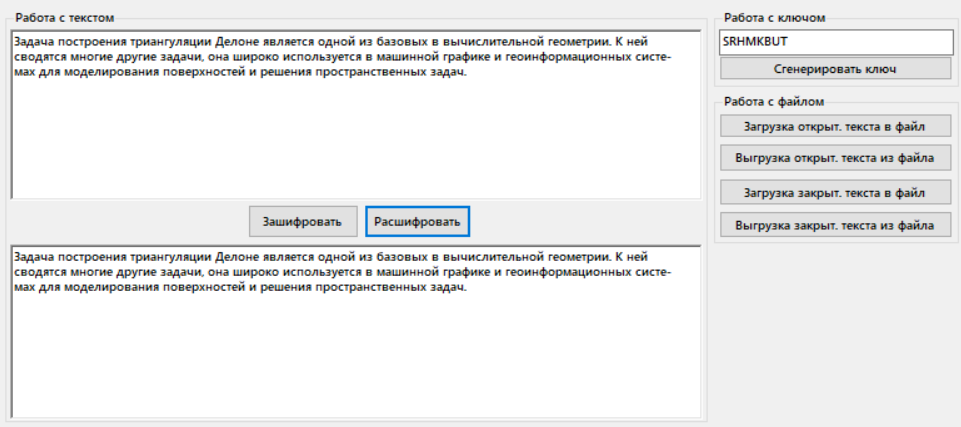 Работа с текстом
Задача построения триангуляции Делоне является одной из базовых в вычислительной геометрии. К ней
сводятся многие другие задачи, она широко используется в машинной графике и геоинформационных систе-
мах для моделирования поверхностей и решения пространственных задач.
Зашифровать
Расшифровать
Задача построения триангуляции Делоне является одной из базовых в вычислительной геометрии. К ней
сводятся многие другие задачи, она широко используется в машинной графике и геоинформационных систе-
мах для моделирования поверхностей и решения пространственных задач.
Работа с ключом
SRHMKBUT
Сгенерировать ключ
Работа с файлом
Загрузка открыт. текста в файл
Выгрузка открыт. текста из файла
Загрузка закрыт. текста в файл
Выгрузка закрыт. текста из файла